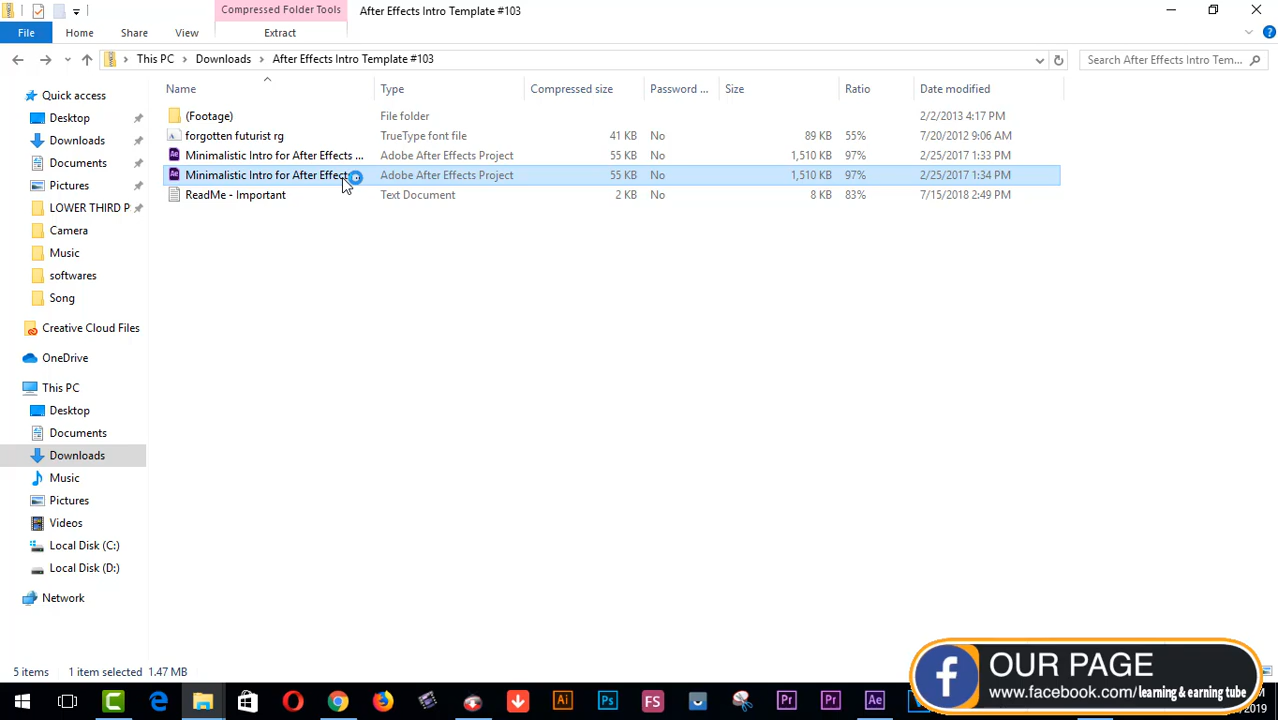 Compressed Folder Tools
After Effects Intro Template #103
File
Home
Share
View
Extract
This PC
Downloads
After Effects Intro Template #103
Search After Effects Intro Tem...
Name
Type
Compressed size
Password ...
Size
Ratio
Date modified
(Footage)
File folder
2/2/2013 4:17 PM
forgotten futurist rg
TrueType font file
41 KB
No
89 KB
55%
7/20/2012 9:06 AM
Minimalistic Intro for After Effects ...
Adobe After Effects Project
55 KB
No
1,510 KB
97%
2/25/2017 1:33 PM
Minimalistic Intro for After Effect
Adobe After Effects Project
55 KB
No
1,510 KB
97%
2/25/2017 1:34 PM
ReadMe - Important
Text Document
2 KB
No
8 KB
83%
7/15/2018 2:49 PM
Quick access
Desktop
Downloads
Documents
Pictures
LOWER THIRD P
Camera
Music
softwares
Song
Creative Cloud Files
OneDrive
This PC
Desktop
Documents
Downloads
Music
Pictures
Videos
Local Disk (C:)
Local Disk (D:)
Network
5 items
1 item selected 1.47 MB
OUR PAGE
www.facebook.com/learning & earning tube
Ai
Ps
FS
Pr
Pr
Ae